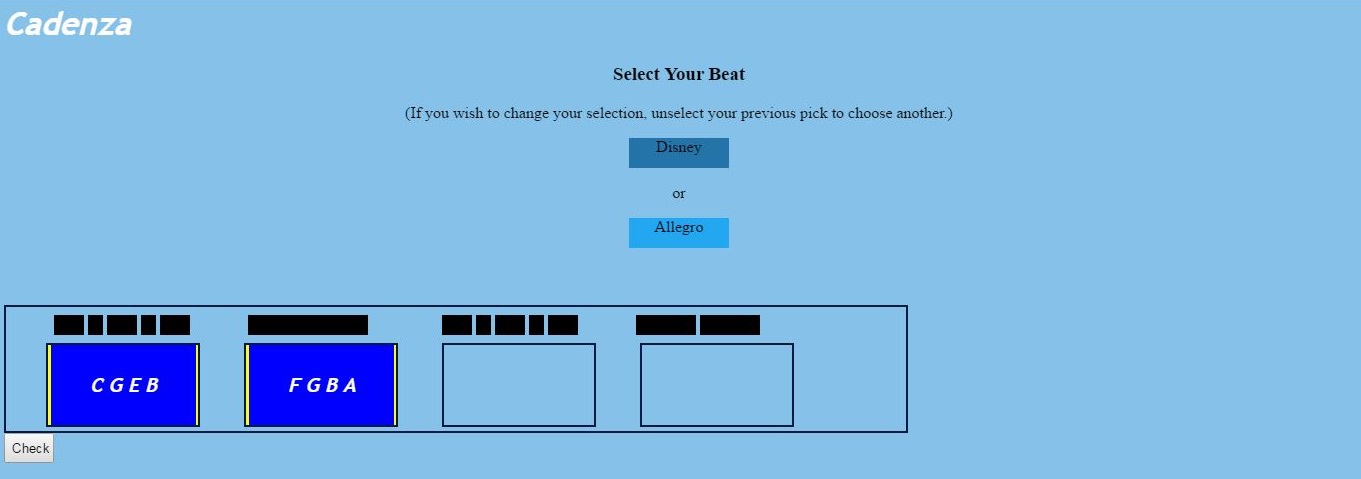 Cadenza
Select Your Beat
(If you wish to change your selection, unselect your previous pick to choose another.)
Disney
or
Allegro
C G E B
F G B A
Check